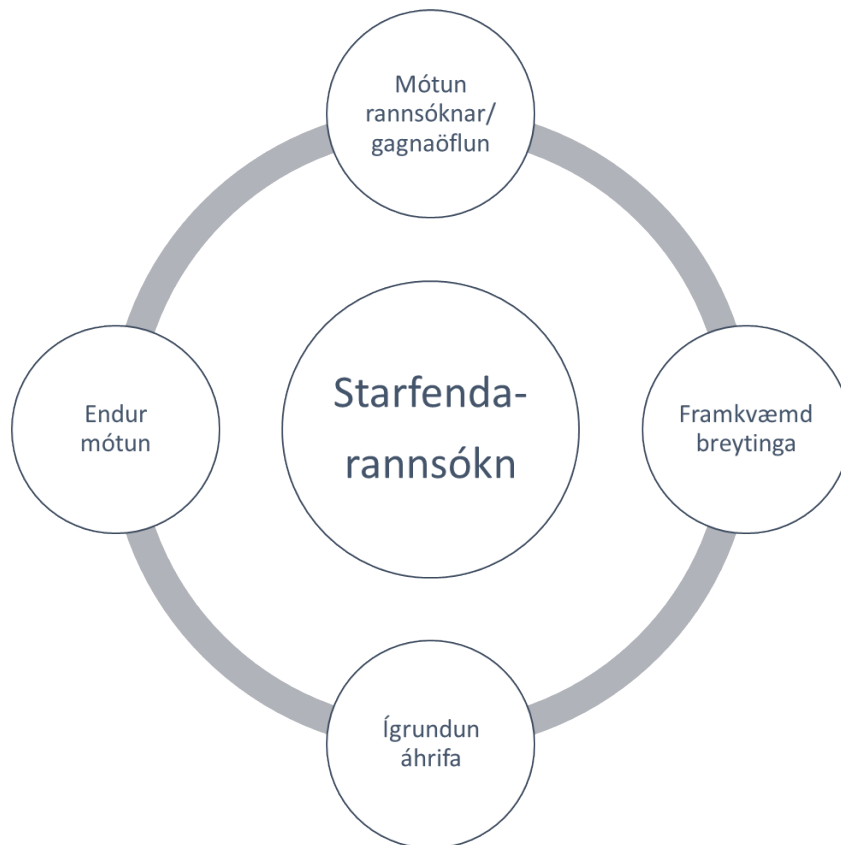 Mótun
rannsóknar/
gagnaöflun
Starfenda-
rannsókn
Endur
mótun
Framkvæmd
breytinga
Ígrundun
áhrifa